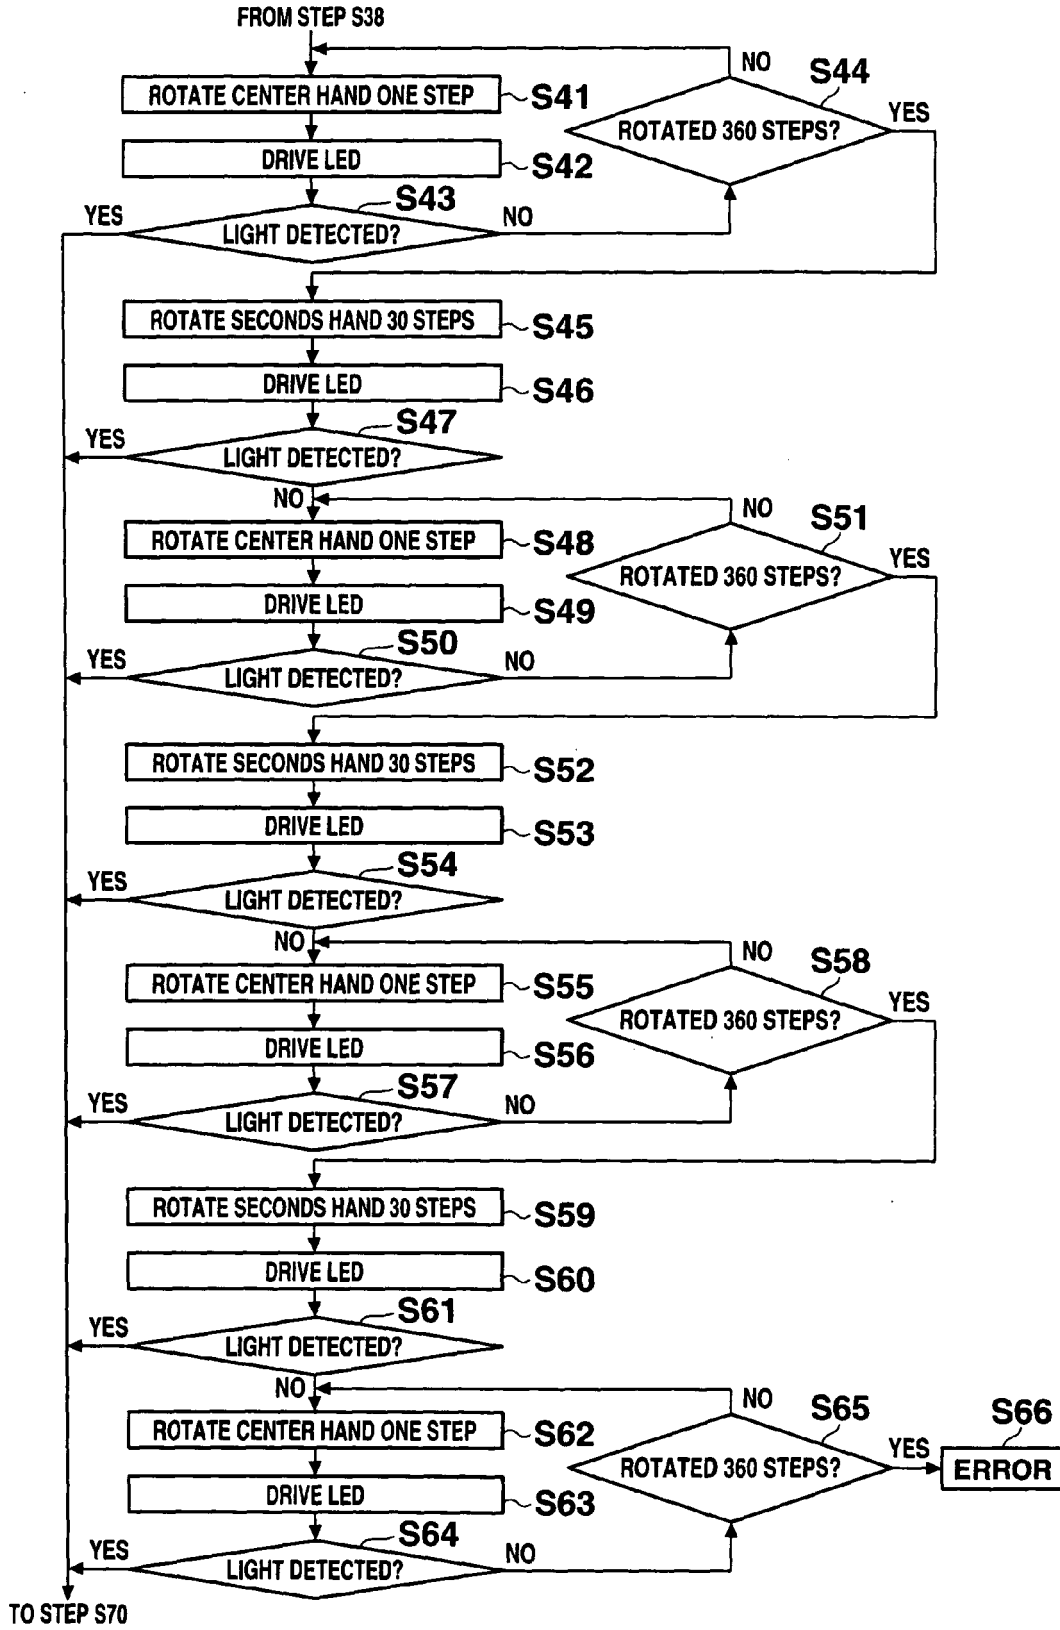 FROM STEP S38
NO
S44
ROTATE CENTER HAND ONE STEP
S41
ROTATED 360 STEPS?
YES
DRIVE LED
S42
S43
YES
LIGHT DETECTED?
NO
ROTATE SECONDS HAND 30 STEPS
S45
DRIVE LED
S46
S47
YES
LIGHT DETECTED?
NO
NO
S51
ROTATE CENTER HAND ONE STEP
S48
ROTATED 360 STEPS?
YES
DRIVE LED
S49
S50
YES
LIGHT DETECTED?
NO
ROTATE SECONDS HAND 30 STEPS
S52
DRIVE LED
S53
S54
YES
LIGHT DETECTED?
NO
NO
S58
ROTATE CENTER HAND ONE STEP
S55
ROTATED 360 STEPS?
YES
DRIVE LED
S56
S57
YES
LIGHT DETECTED?
NO
ROTATE SECONDS HAND 30 STEPS
S59
DRIVE LED
S60
S61
YES
LIGHT DETECTED?
NO
NO
S65
S66
ROTATE CENTER HAND ONE STEP
S62
ROTATED 360 STEPS?
YES
ERROR
DRIVE LED
S63
S64
YES
LIGHT DETECTED?
NO
TO STEP S70